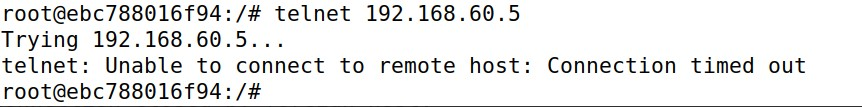 root@ebc788016f94:/# telnet 192.168.60.5
Trying 192.168.60.5...
telnet: Unable to connect to remote host: Connection timed out
root@ebc788016f94:/#